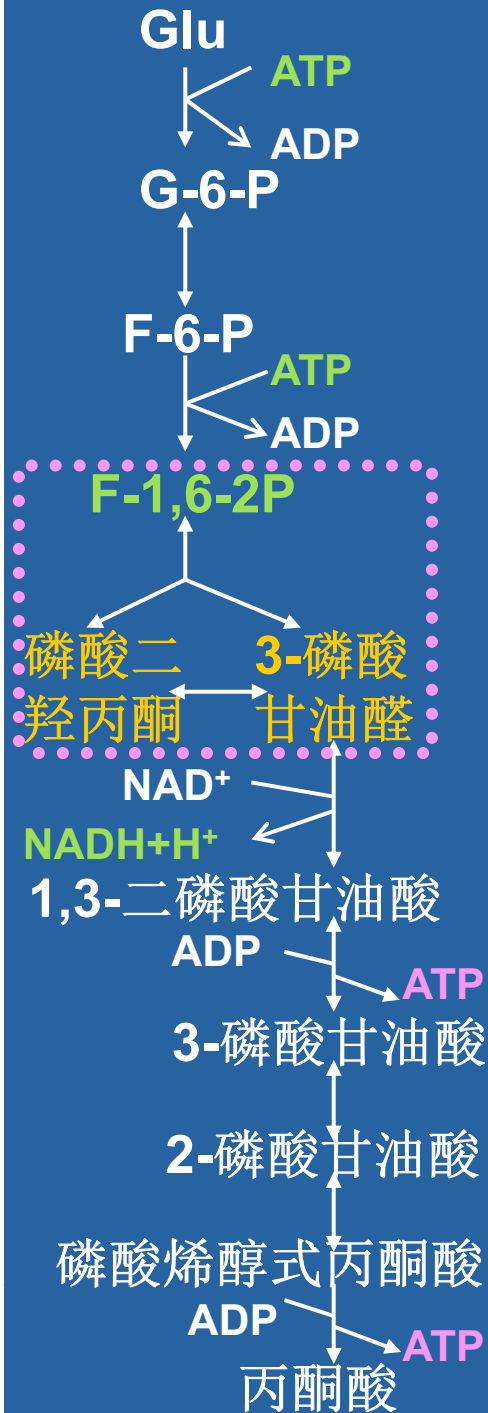 Glu
ATP
ADP
G-6-P
F-6-P
ATP
ADP
F-1,6-2P
磷酸二
羟丙酮
3-磷酸
甘油醛
NAD⁺
NADH+H⁺
1,3-二磷酸甘油酸
ADP
ATP
3-磷酸甘油酸
2-磷酸甘油酸
磷酸烯醇式丙酮酸
ADP
ATP
丙酮酸